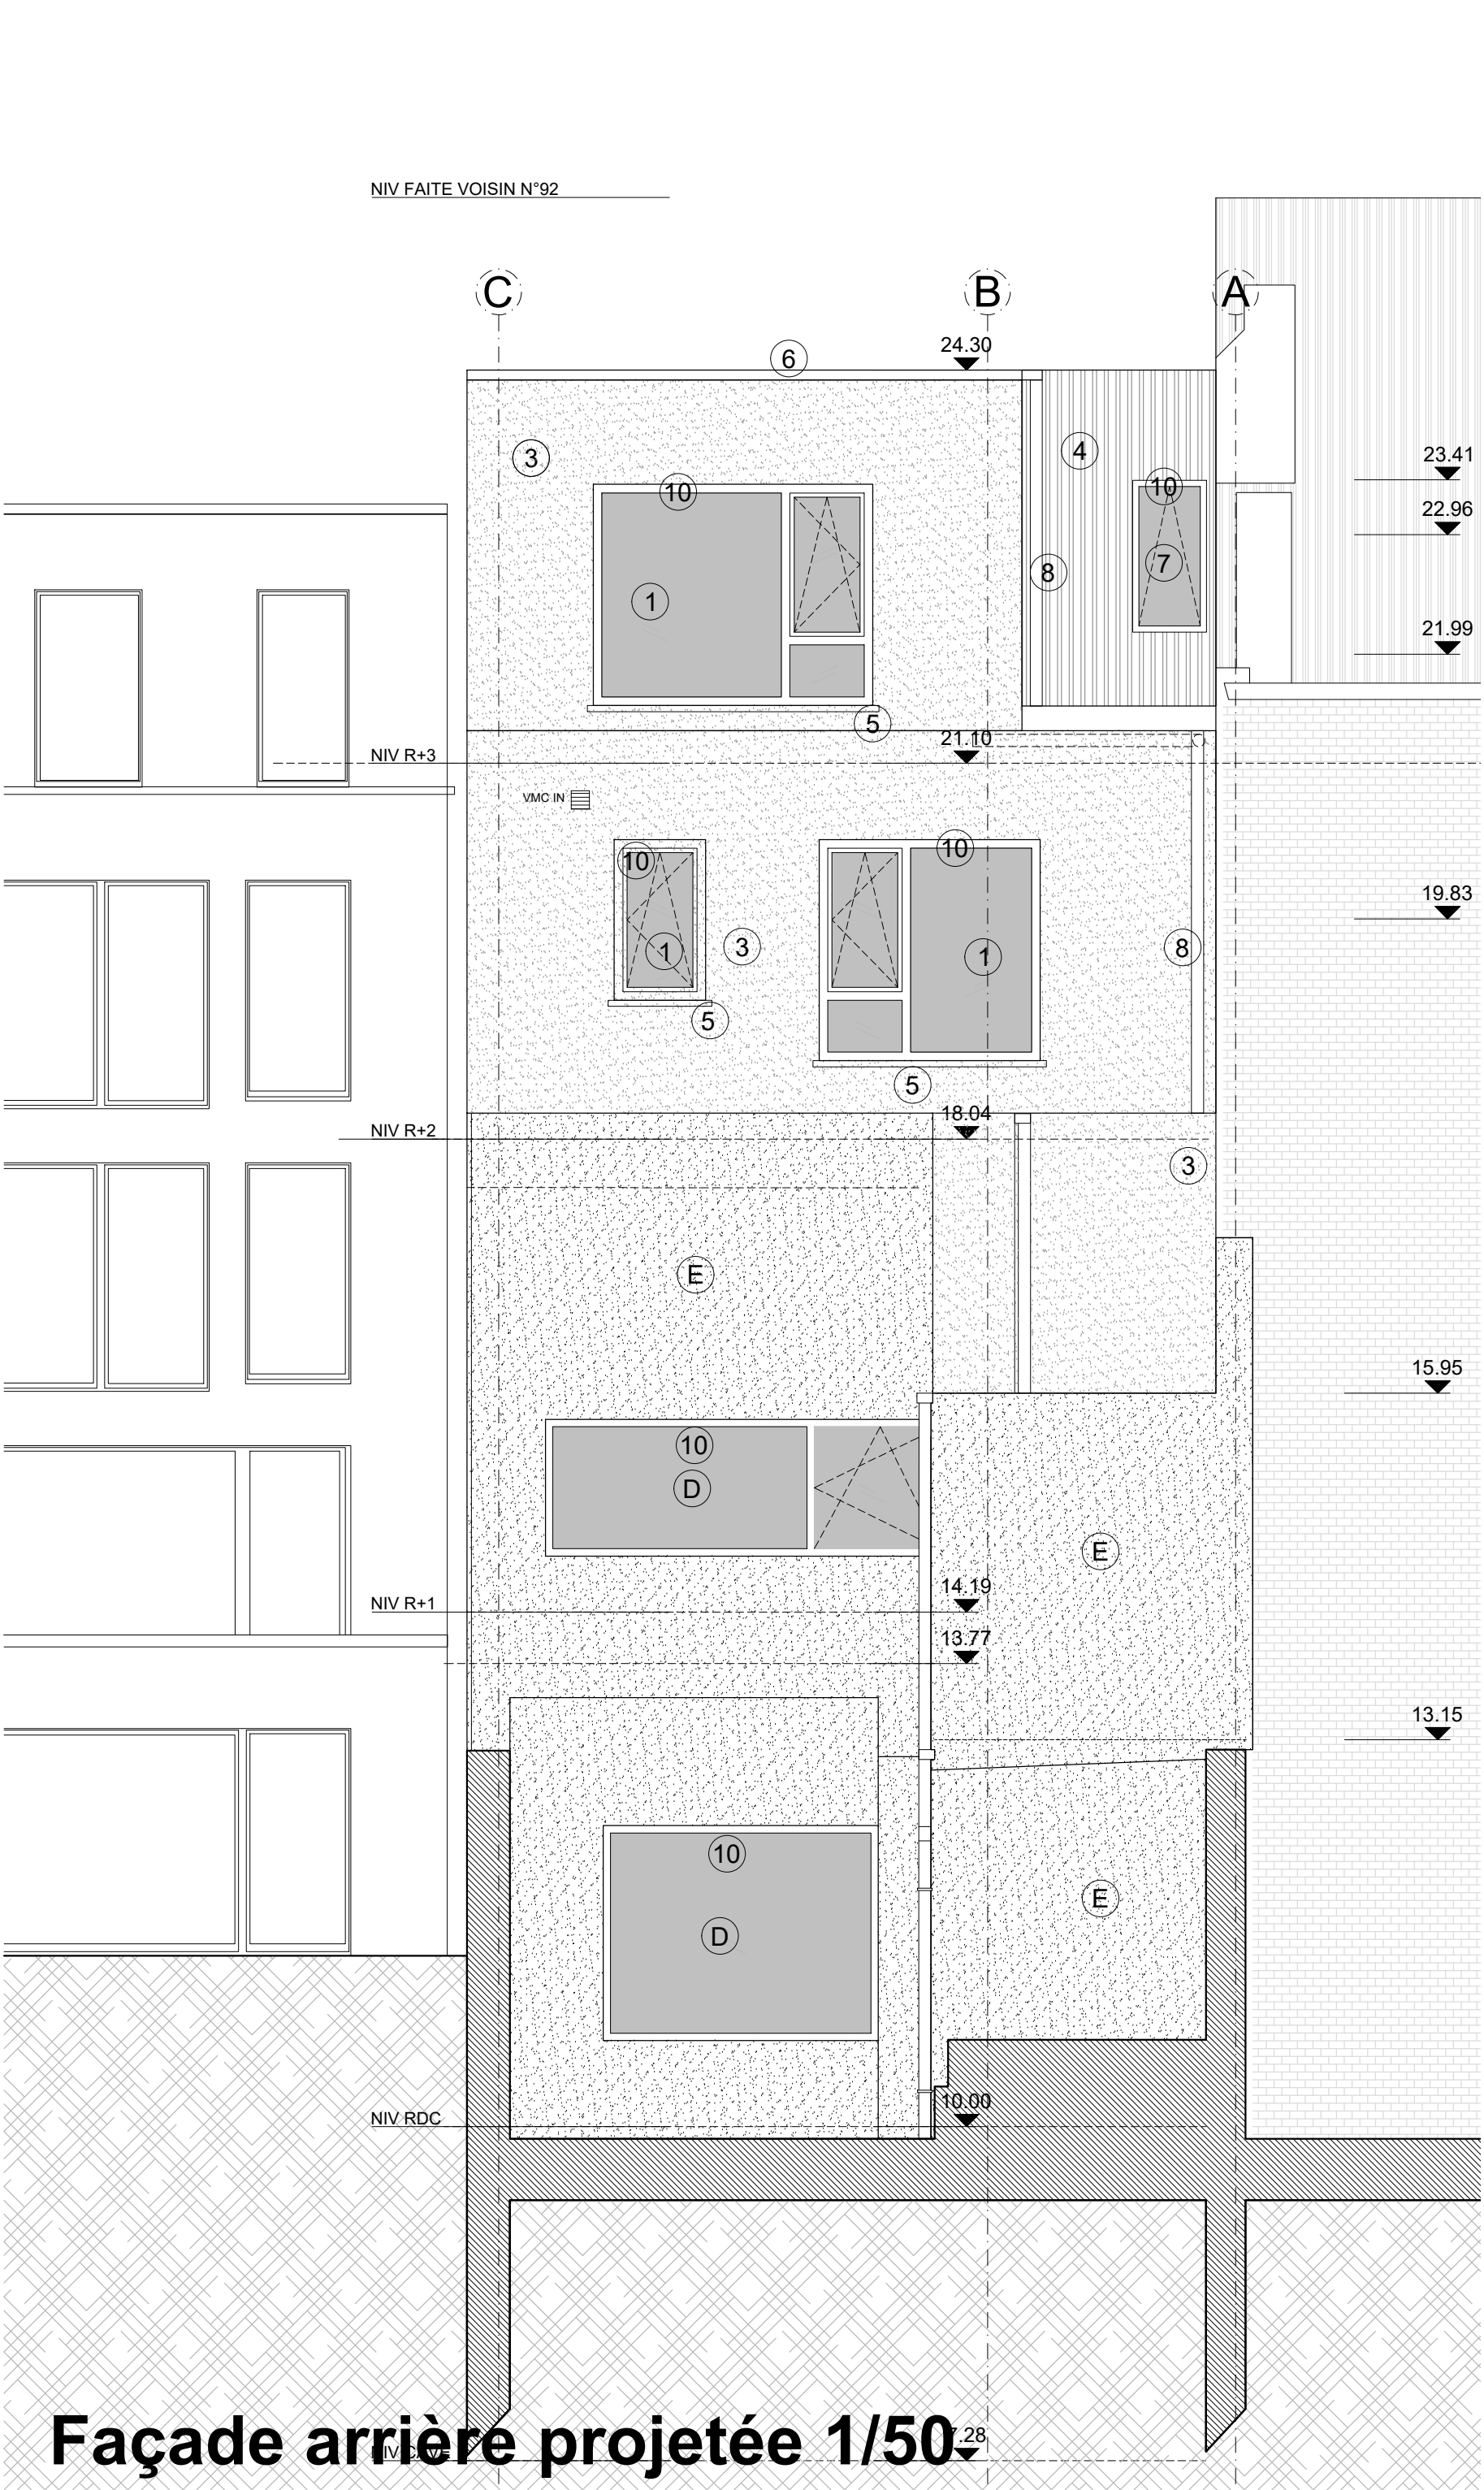 NIV FAITE VOISIN N°92
C
B
A
24.30
6
3
4
23.41
10
10
22.96
8
7
1
21.99
5
21.10
NIV R+3
VMC IN
10
10
19.83
1
3
1
8
5
5
18.04
NIV R+2
3
E
15.95
10
D
E
14.19
NIV R+1
13.77
13.15
10
E
D
10.00
NIV RDC
Façade arrière projetée 1/50
7.28
NIV CAVE